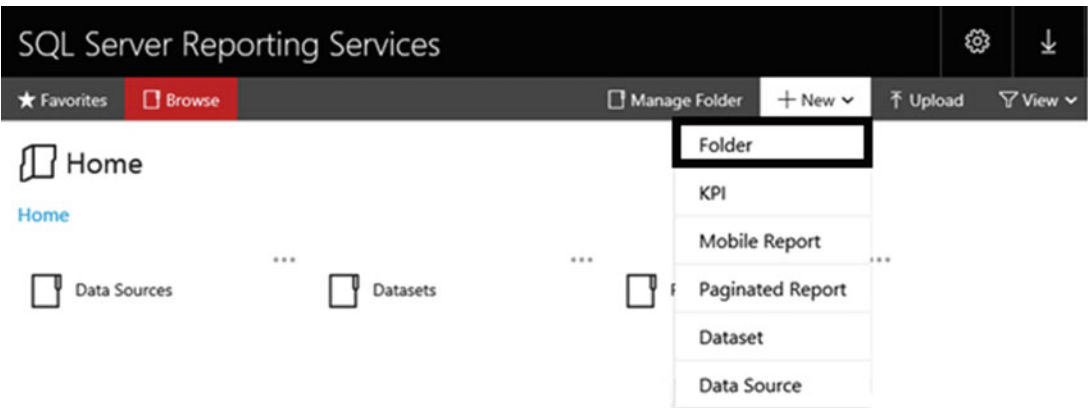 SQL Server Reporting Services
Favorites Browse Manage Folder New Upload View
Folder
Home
KPI
Home
Mobile Report
Data Sources Datasets Paginated Report
Dataset
Data Source